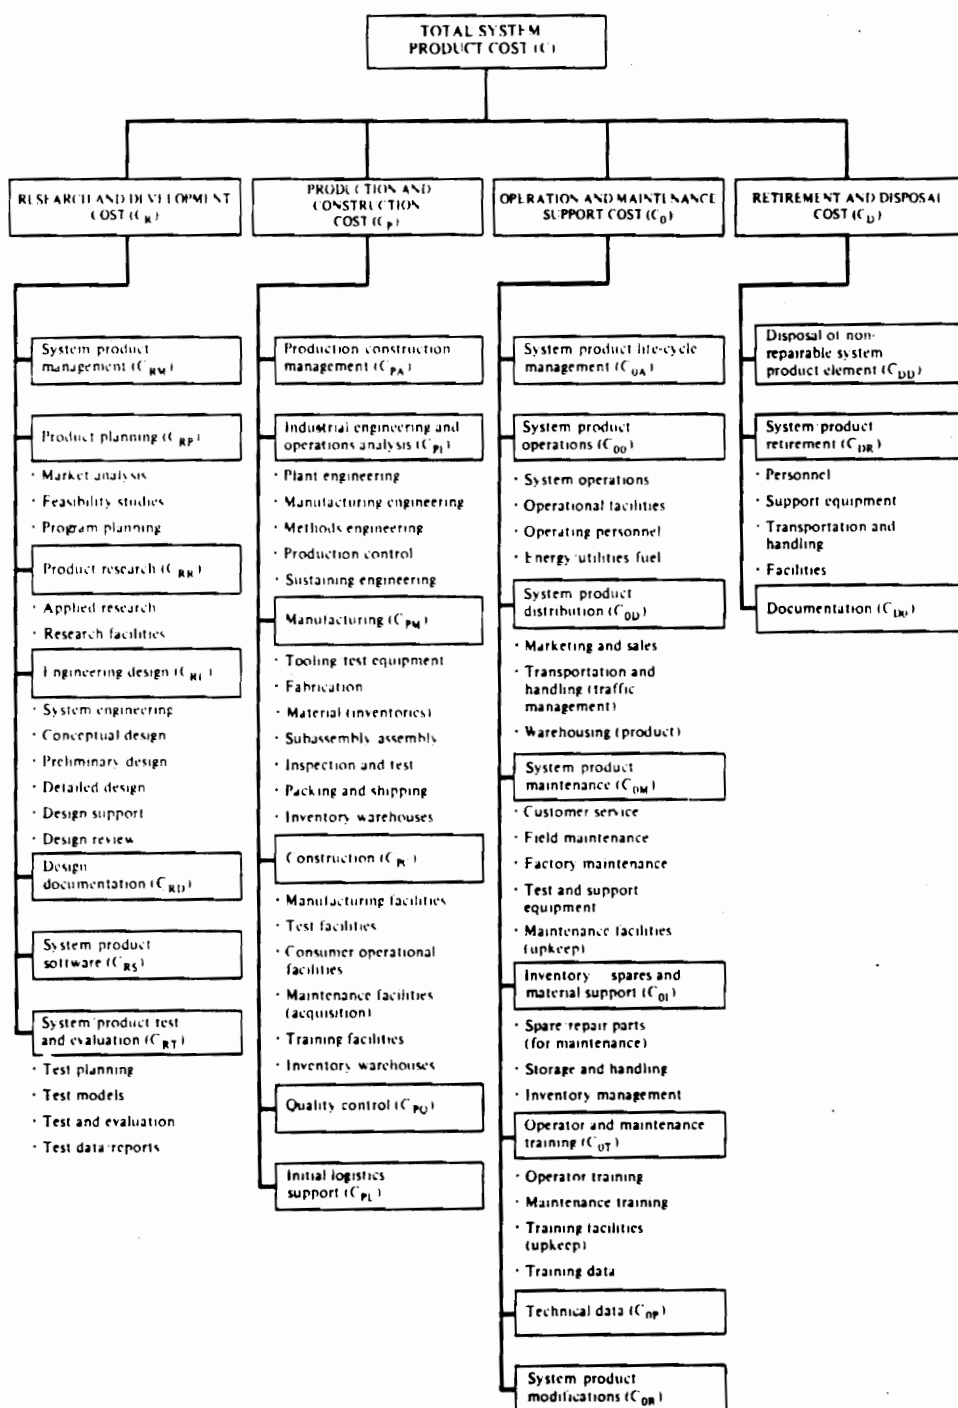 TOTAL SYSTEM
PRODUCT COST (C)
RESEARCH AND DEVELOPMENT
COST (C_R)
PRODUCTION AND
CONSTRUCTION
COST (C_P)
OPERATION AND MAINTENANCE
SUPPORT COST (C_O)
RETIREMENT AND DISPOSAL
COST (C_D)
System product
management (C_RM)
Product planning (C_RP)
· Market analysis
· Feasibility studies
· Program planning
Product research (C_RR)
· Applied research
· Research facilities
Engineering design (C_RE)
· System engineering
· Conceptual design
· Preliminary design
· Detailed design
· Design support
· Design review
Design
documentation (C_RD)
System product
software (C_RS)
System/product test
and evaluation (C_RT)
· Test planning
· Test models
· Test and evaluation
· Test data/reports
Production construction
management (C_PA)
Industrial engineering and
operations analysis (C_PI)
· Plant engineering
· Manufacturing engineering
· Methods engineering
· Production control
· Sustaining engineering
Manufacturing (C_PM)
· Tooling test equipment
· Fabrication
· Material (inventories)
· Subassembly assembly
· Inspection and test
· Packing and shipping
· Inventory warehouses
Construction (C_PC)
· Manufacturing facilities
· Test facilities
· Consumer operational
facilities
· Maintenance facilities
(acquisition)
· Training facilities
· Inventory warehouses
Quality control (C_PQ)
Initial logistics
support (C_PL)
System product life-cycle
management (C_OA)
System product
operations (C_OO)
· System operations
· Operational facilities
· Operating personnel
· Energy/utilities fuel
System product
distribution (C_OD)
· Marketing and sales
· Transportation and
handling (traffic
management)
· Warehousing (product)
System product
maintenance (C_OM)
· Customer service
· Field maintenance
· Factory maintenance
· Test and support
equipment
· Maintenance facilities
(upkeep)
Inventory spares and
material support (C_OI)
· Spare/repair parts
(for maintenance)
· Storage and handling
· Inventory management
Operator and maintenance
training (C_OT)
· Operator training
· Maintenance training
· Training facilities
(upkeep)
· Training data
Technical data (C_OP)
System product
modifications (C_OR)
Disposal of non-
repairable system
product element (C_DD)
System/product
retirement (C_DR)
· Personnel
· Support equipment
· Transportation and
handling
· Facilities
Documentation (C_DO)